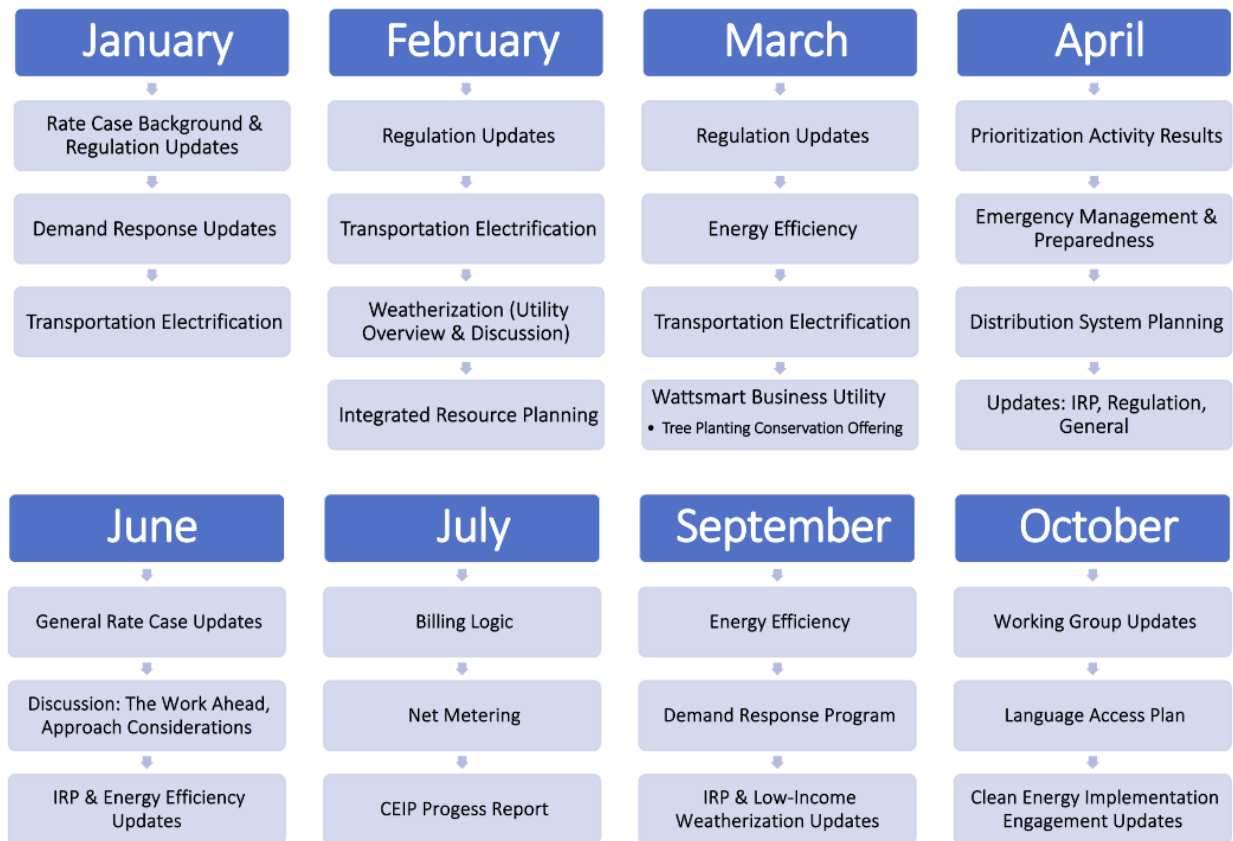 January
Rate Case Background &
Regulation Updates
Demand Response Updates
Transportation Electrification
February
Regulation Updates
Transportation Electrification
Weatherization (Utility
Overview & Discussion)
Integrated Resource Planning
March
Regulation Updates
Energy Efficiency
Transportation Electrification
Wattsmart Business Utility
• Tree Planting Conservation Offering
April
Prioritization Activity Results
Emergency Management &
Preparedness
Distribution System Planning
Updates: IRP, Regulation,
General
June
General Rate Case Updates
Discussion: The Work Ahead,
Approach Considerations
IRP & Energy Efficiency
Updates
July
Billing Logic
Net Metering
CEIP Progess Report
September
Energy Efficiency
Demand Response Program
IRP & Low-Income
Weatherization Updates
October
Working Group Updates
Language Access Plan
Clean Energy Implementation
Engagement Updates